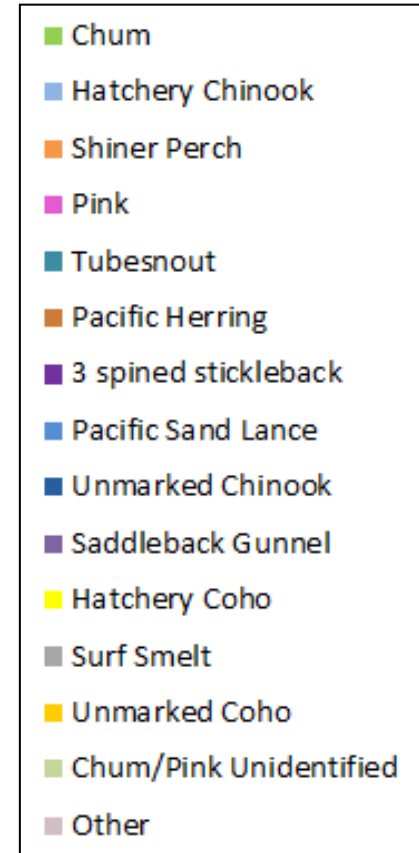 Chum
Hatchery Chinook
Shiner Perch
Pink
Tubesnout
Pacific Herring
3 spined stickleback
Pacific Sand Lance
Unmarked Chinook
Saddleback Gunnel
Hatchery Coho
Surf Smelt
Unmarked Coho
Chum/Pink Unidentified
Other